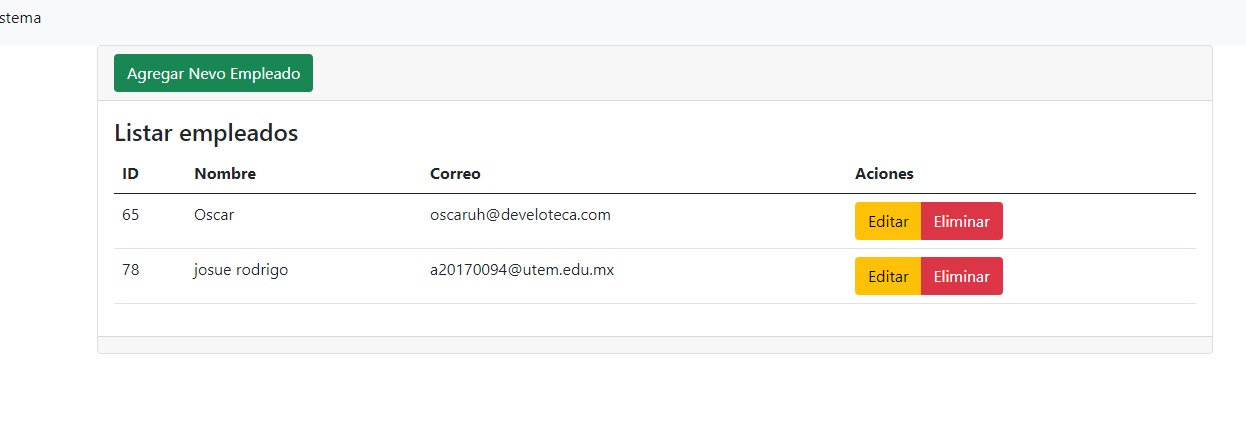 stema
Agregar Nevo Empleado
Listar empleados
ID Nombre Correo Aciones
65 Oscar oscaruh@develoteca.com Editar Eliminar
78 josue rodrigo a20170094@utem.edu.mx Editar Eliminar